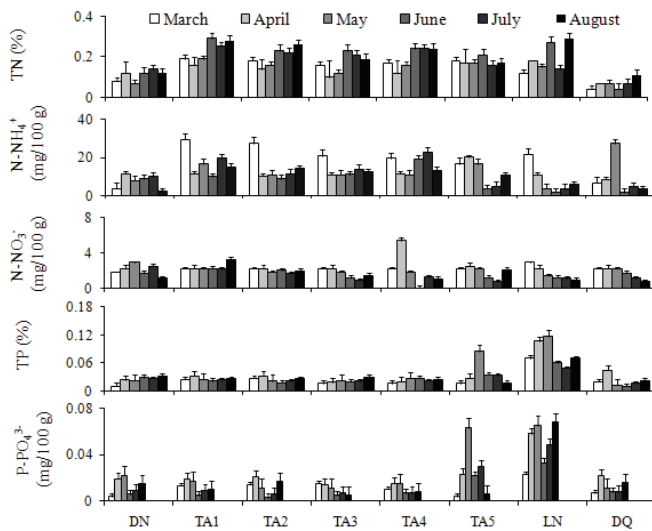 March April May June July August
TN (%)
0.4
0.2
0
N-NH₄⁺
(mg/100 g)
40
20
0
N-NO₃⁻
(mg/100 g)
8
4
2
0
TP (%)
0.18
0.12
0.06
0
P-PO₄³⁻
(mg/100 g)
0.08
0.04
0
DN TA1 TA2 TA3 TA4 TA5 LN DQ